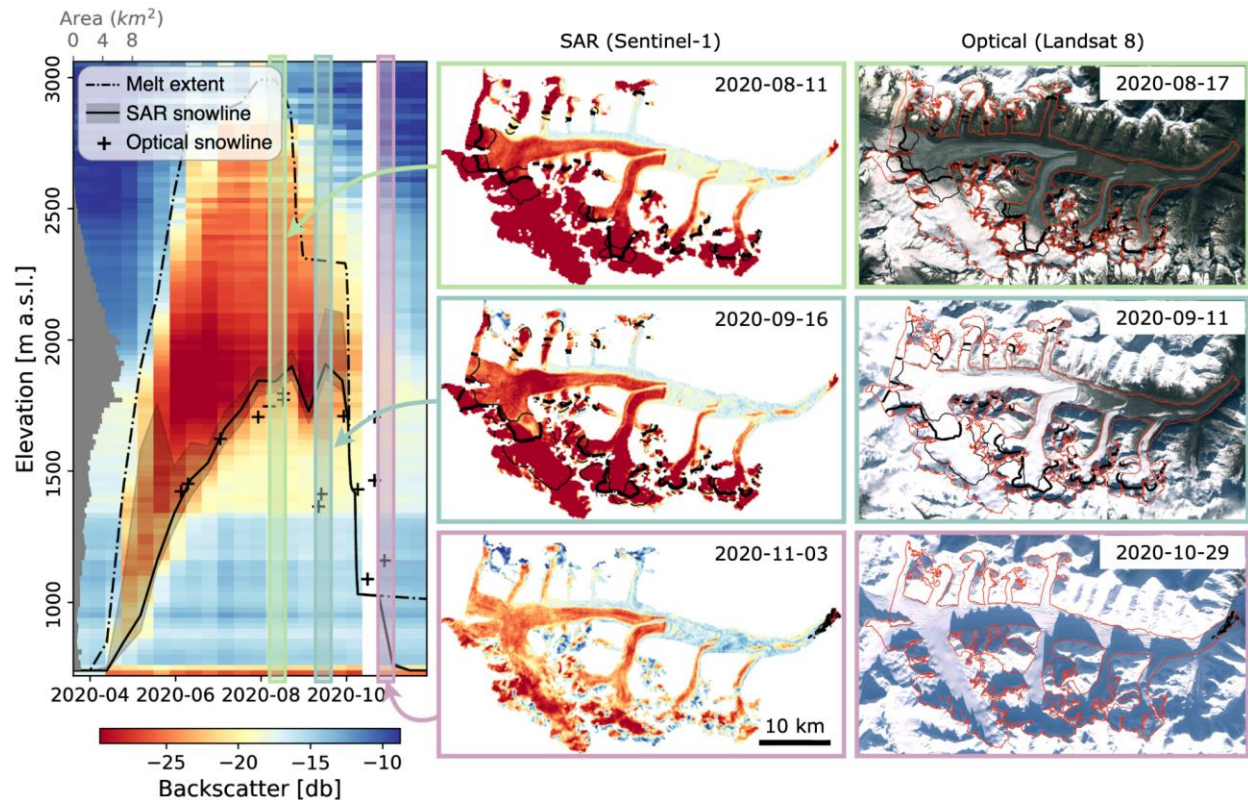 Area (km²)
0 4 8
Melt extent
SAR snowline
Optical snowline
Elevation [m a.s.l.]
3000
2500
2000
1500
1000
2020-04 2020-06 2020-08 2020-10
−25 −20 −15 −10
Backscatter [db]
SAR (Sentinel-1)
2020-08-11
2020-09-16
2020-11-03
10 km
Optical (Landsat 8)
2020-08-17
2020-09-11
2020-10-29